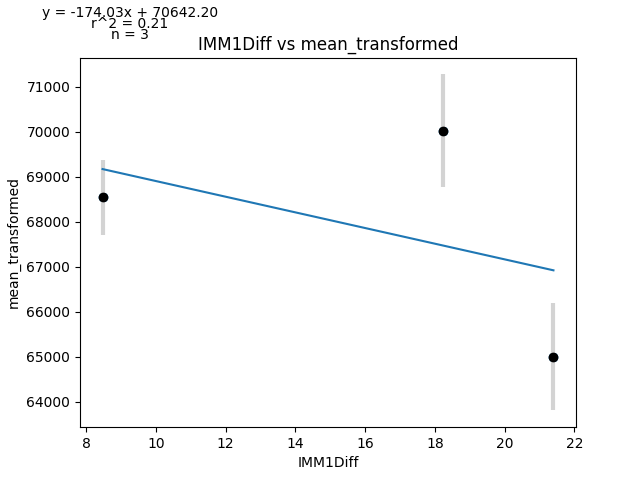 y = -174.03x + 70642.20
r^2 = 0.21
n = 3
IMM1Diff vs mean_transformed
71000
70000
69000
68000
67000
66000
65000
64000
mean_transformed
8 10 12 14 16 18 20 22
IMM1Diff